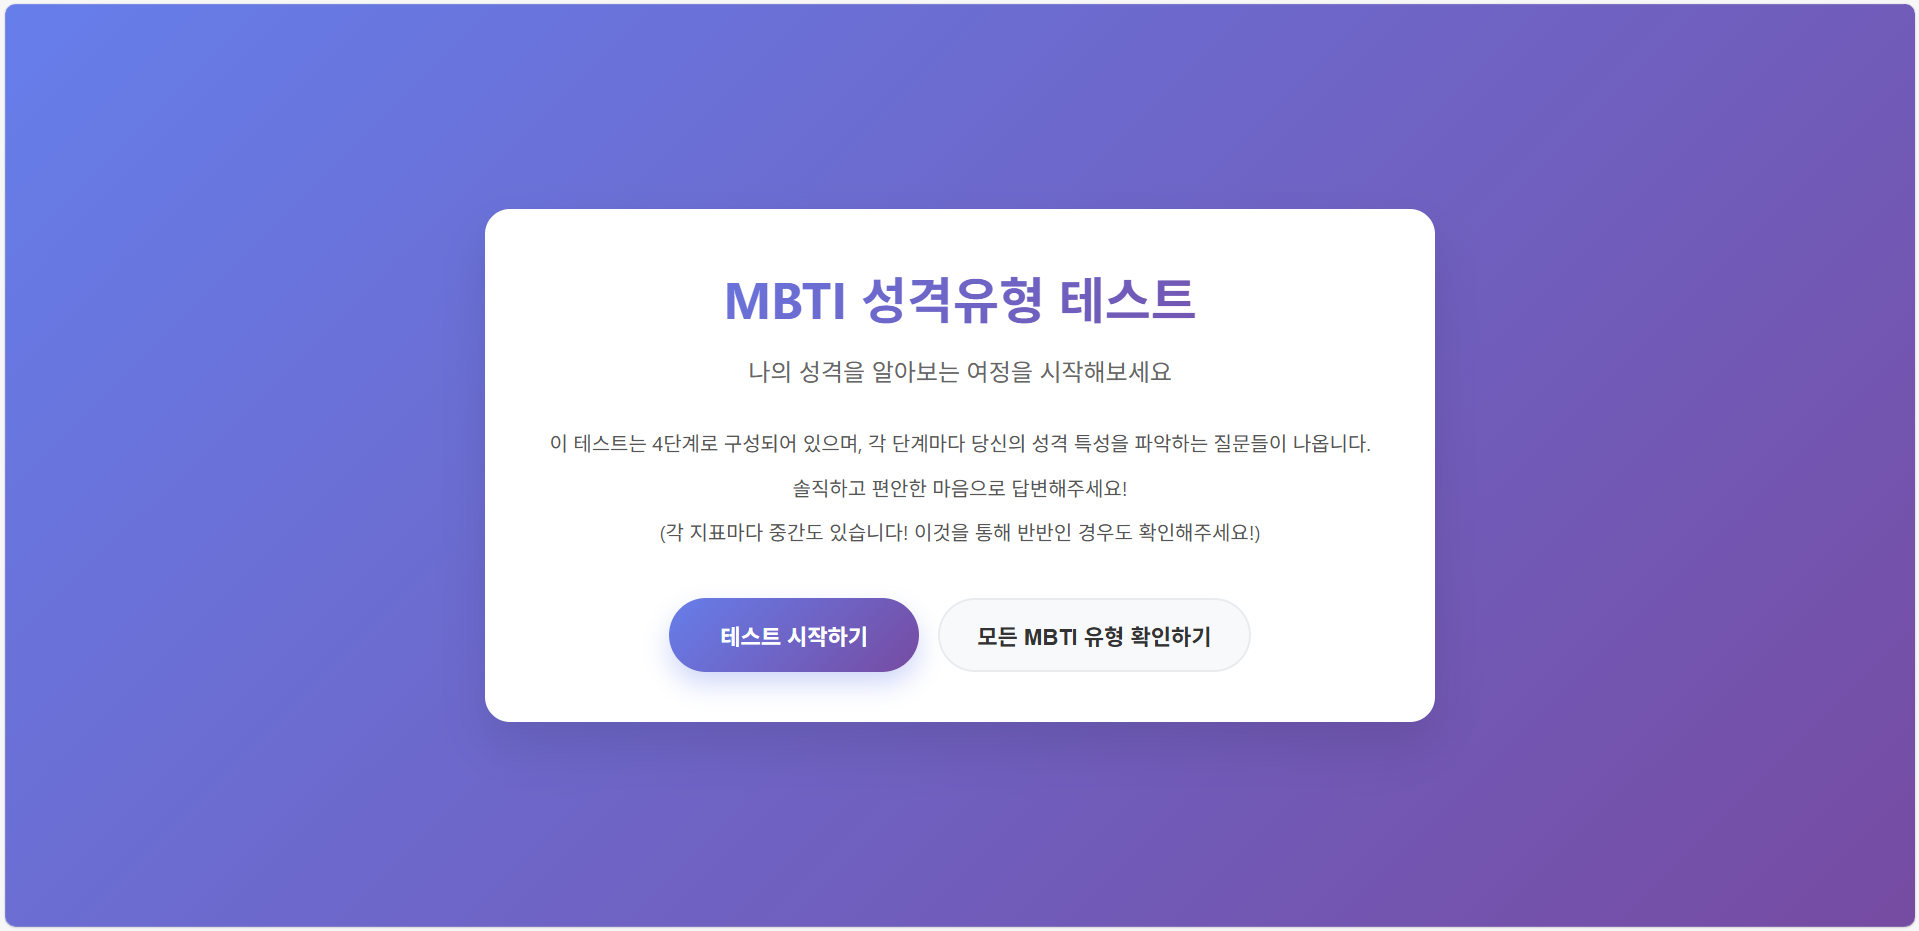 MBTI 성격유형 테스트
나의 성격을 알아보는 여정을 시작해보세요
이 테스트는 4단계로 구성되어 있으며, 각 단계마다 당신의 성격 특성을 파악하는 질문들이 나옵니다.
솔직하고 편안한 마음으로 답변해주세요!
(각 지표마다 중간도 있습니다! 이것을 통해 반반인 경우도 확인해주세요!)
테스트 시작하기
모든 MBTI 유형 확인하기